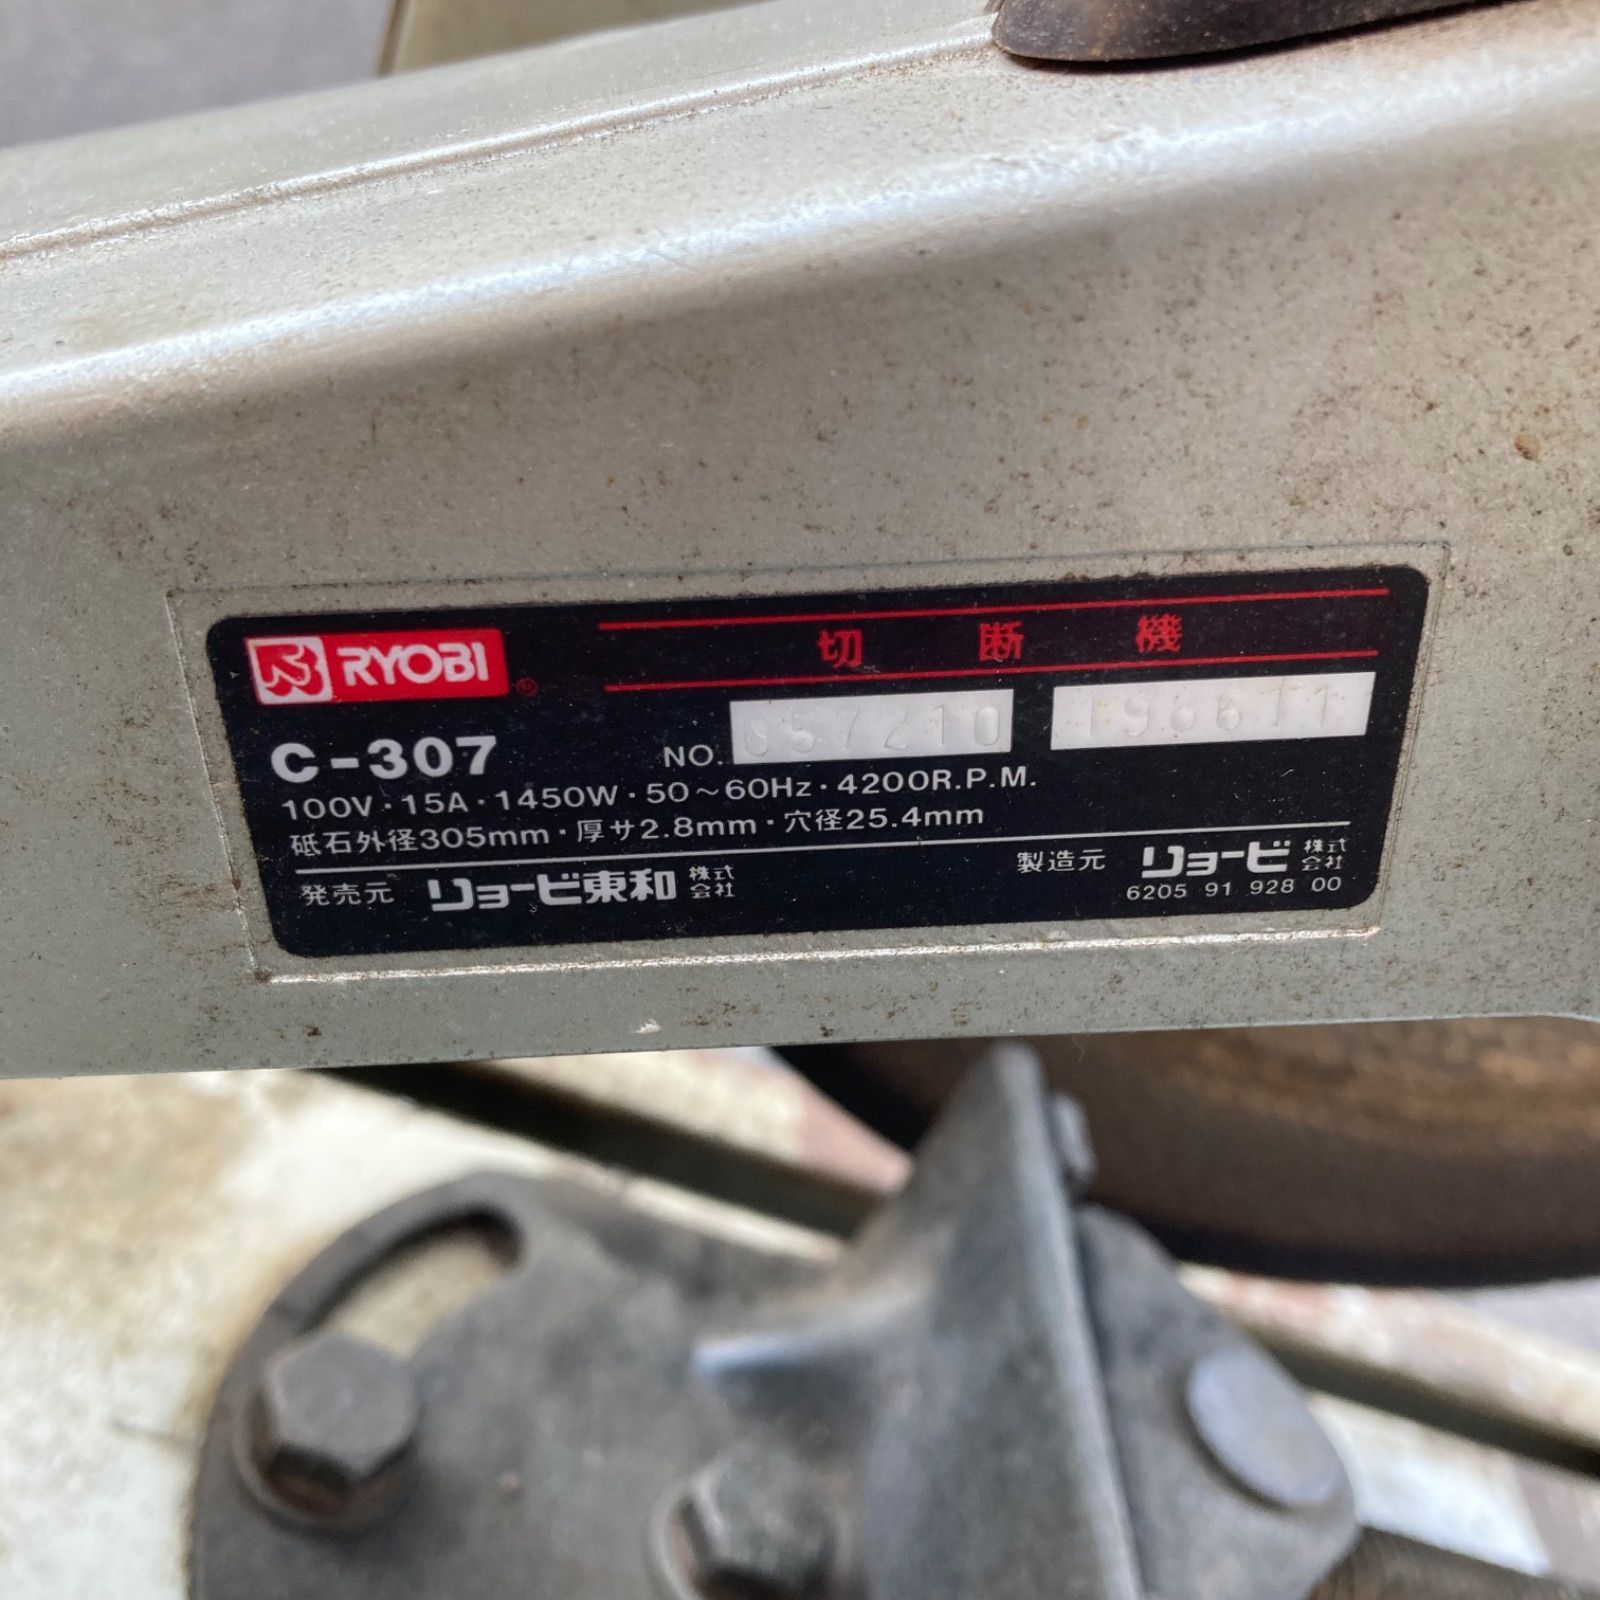 RYOBI ®
切 断 機
C-307
NO. 057210 198611
100V・15A・1450W・50～60Hz・4200R.P.M.
砥石外径305mm・厚サ2.8mm・穴径25.4mm
発売元 リョービ東和 株式会社
製造元 リョービ 株式会社
6205 91 928 00